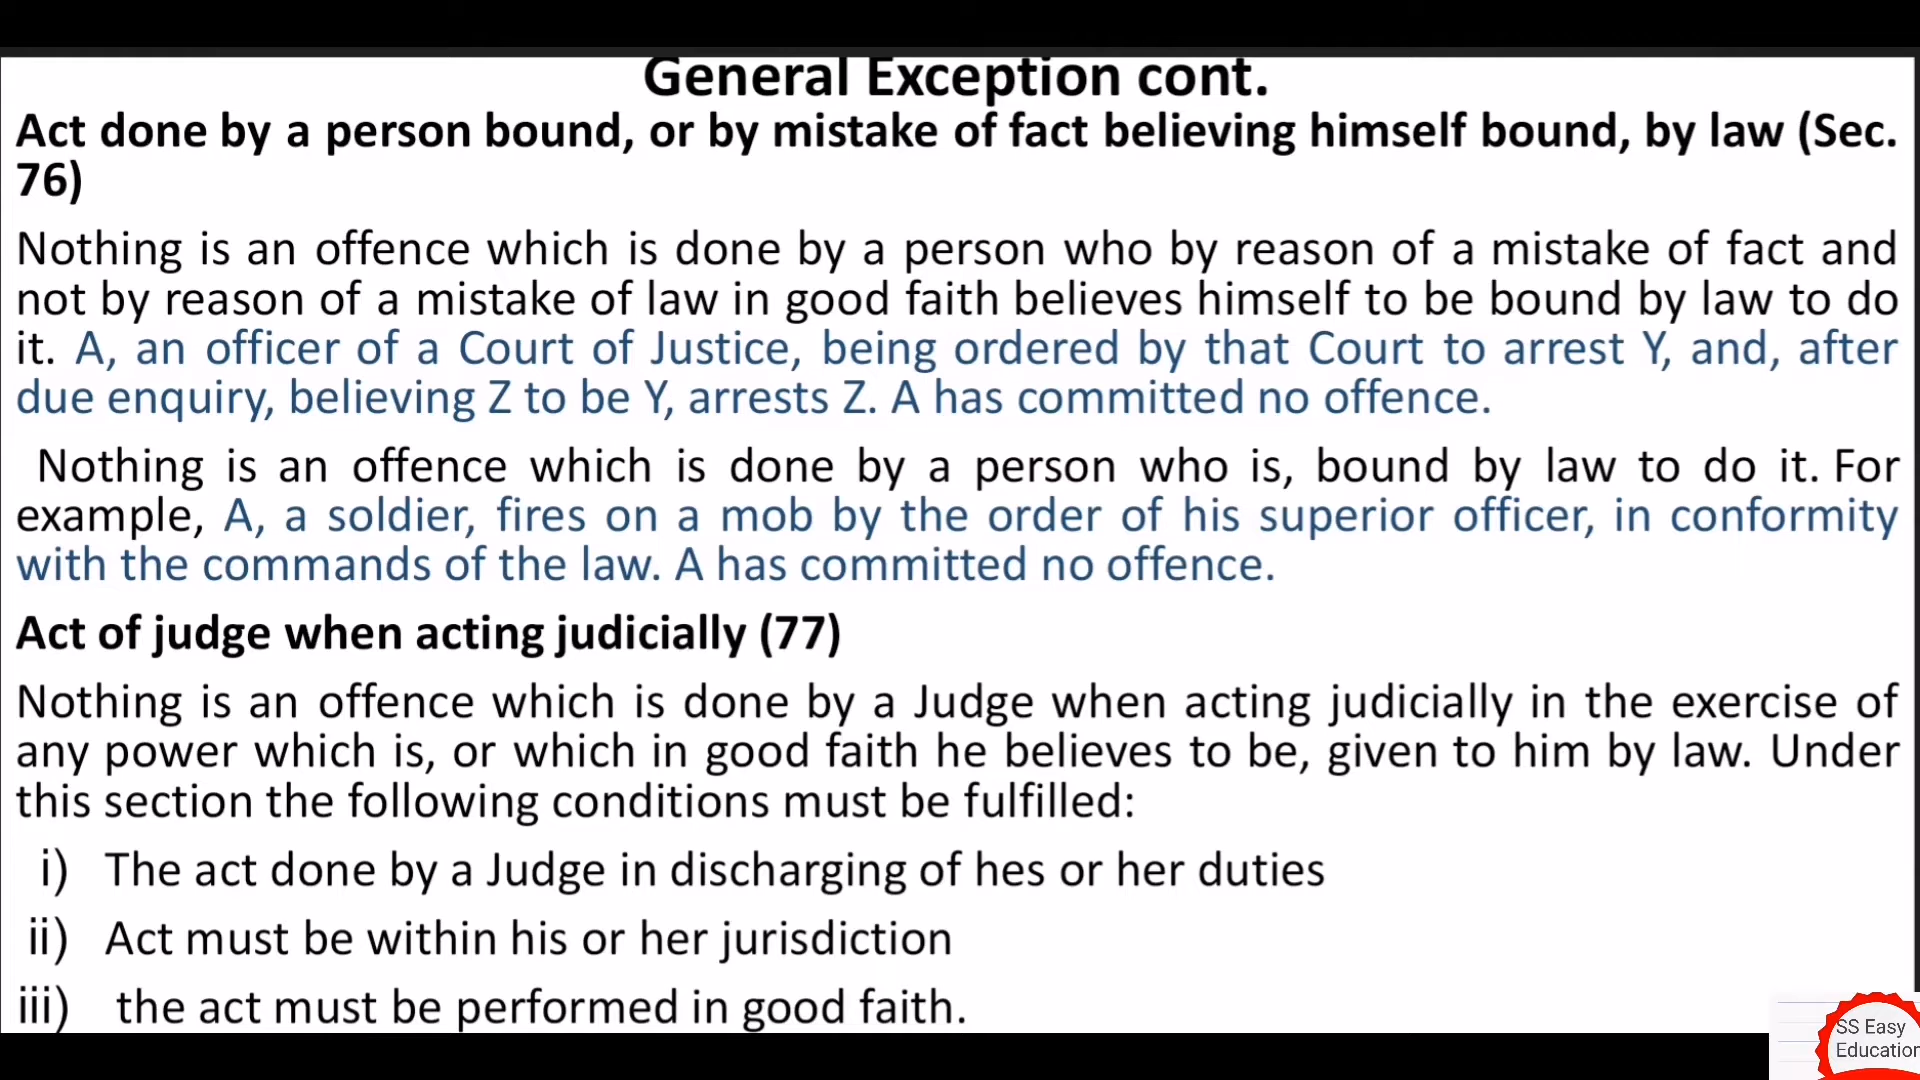 General Exception cont.
Act done by a person bound, or by mistake of fact believing himself bound, by law (Sec.
76)
Nothing is an offence which is done by a person who by reason of a mistake of fact and
not by reason of a mistake of law in good faith believes himself to be bound by law to do
it. A, an officer of a Court of Justice, being ordered by that Court to arrest Y, and, after
due enquiry, believing Z to be Y, arrests Z. A has committed no offence.
Nothing is an offence which is done by a person who is, bound by law to do it. For
example, A, a soldier, fires on a mob by the order of his superior officer, in conformity
with the commands of the law. A has committed no offence.
Act of judge when acting judicially (77)
Nothing is an offence which is done by a Judge when acting judicially in the exercise of
any power which is, or which in good faith he believes to be, given to him by law. Under
this section the following conditions must be fulfilled:
i) The act done by a Judge in discharging of hes or her duties
ii) Act must be within his or her jurisdiction
iii) the act must be performed in good faith.
SS Easy
Education